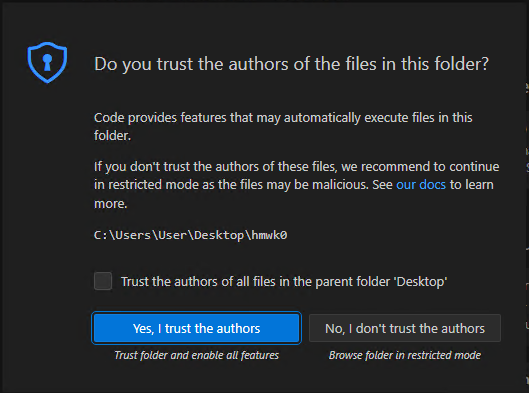 Do you trust the authors of the files in this folder?
Code provides features that may automatically execute files in this
folder.
If you don't trust the authors of these files, we recommend to continue
in restricted mode as the files may be malicious. See our docs to learn
more.
C:\Users\User\Desktop\hmwk0
Trust the authors of all files in the parent folder 'Desktop'
Yes, I trust the authors
No, I don't trust the authors
Trust folder and enable all features
Browse folder in restricted mode